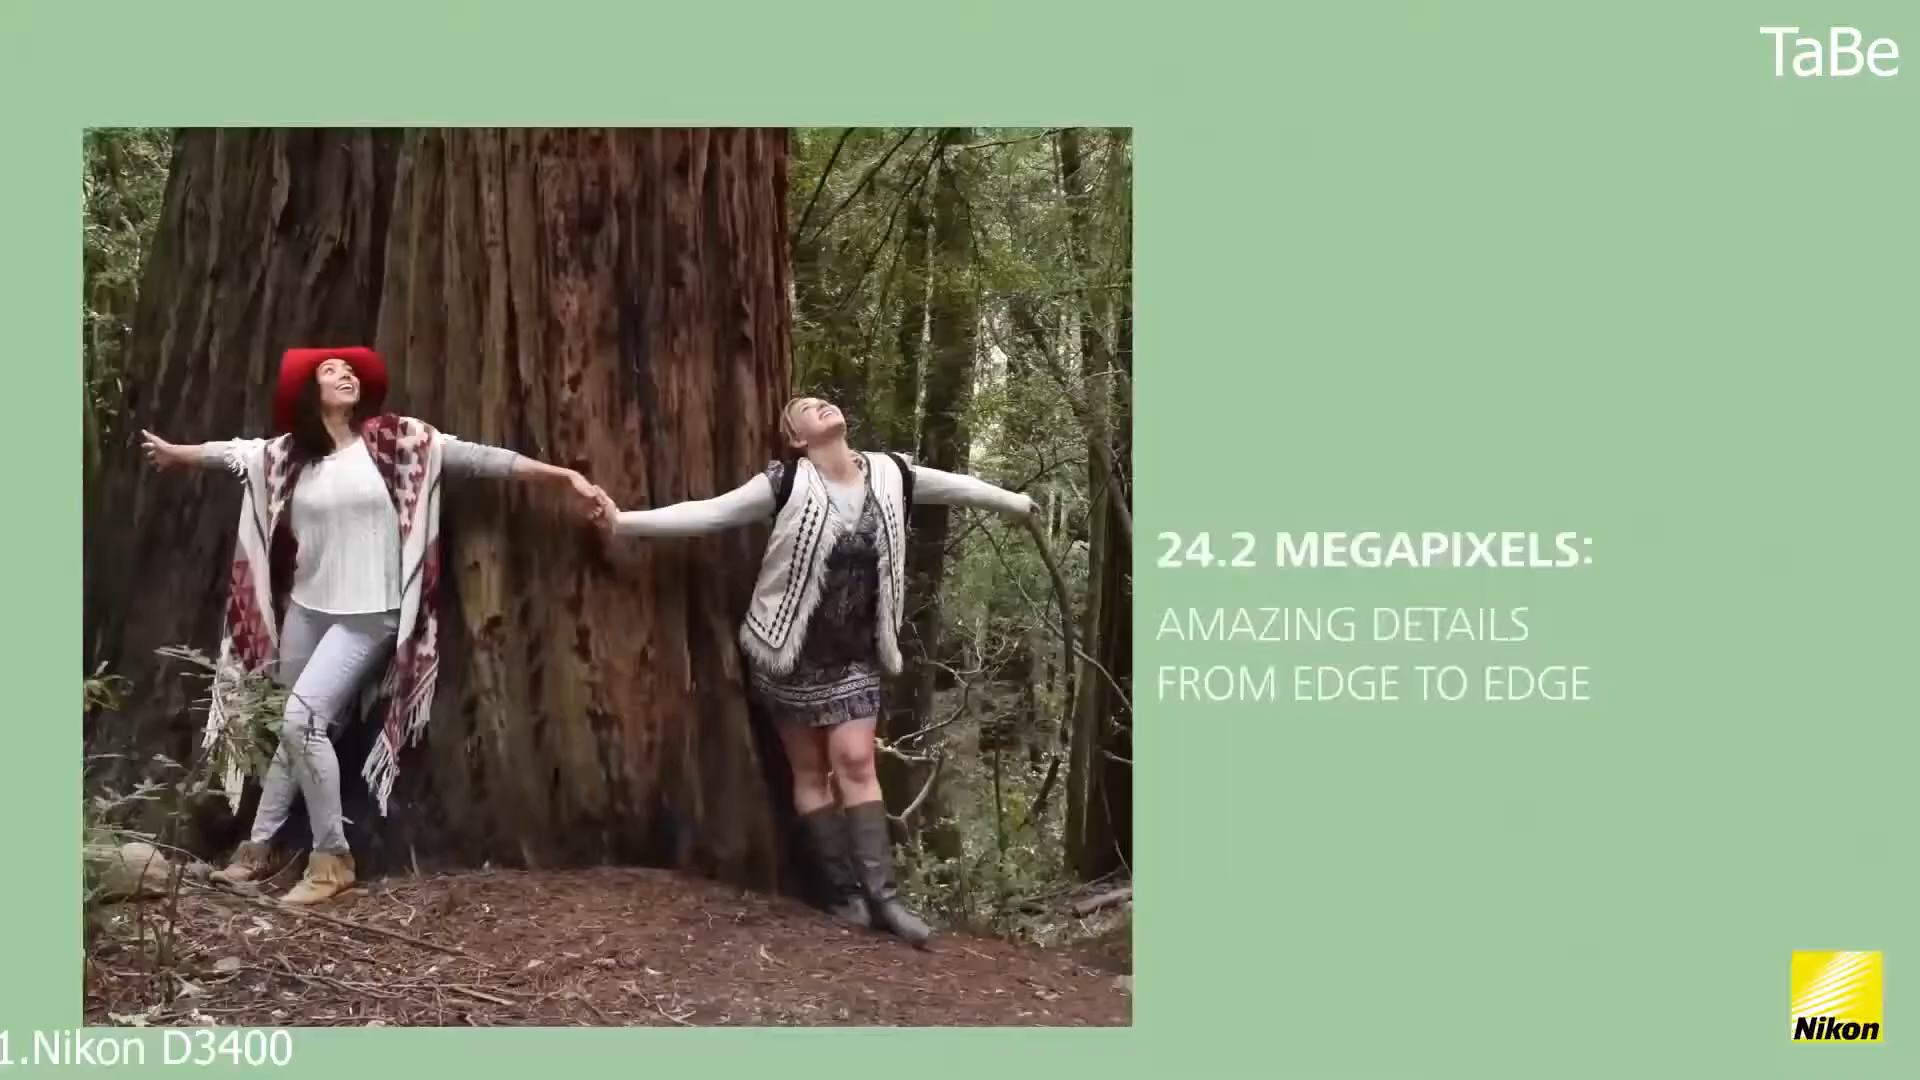 TaBe
24.2 MEGAPIXELS:
AMAZING DETAILS
FROM EDGE TO EDGE
Nikon
1.Nikon D3400